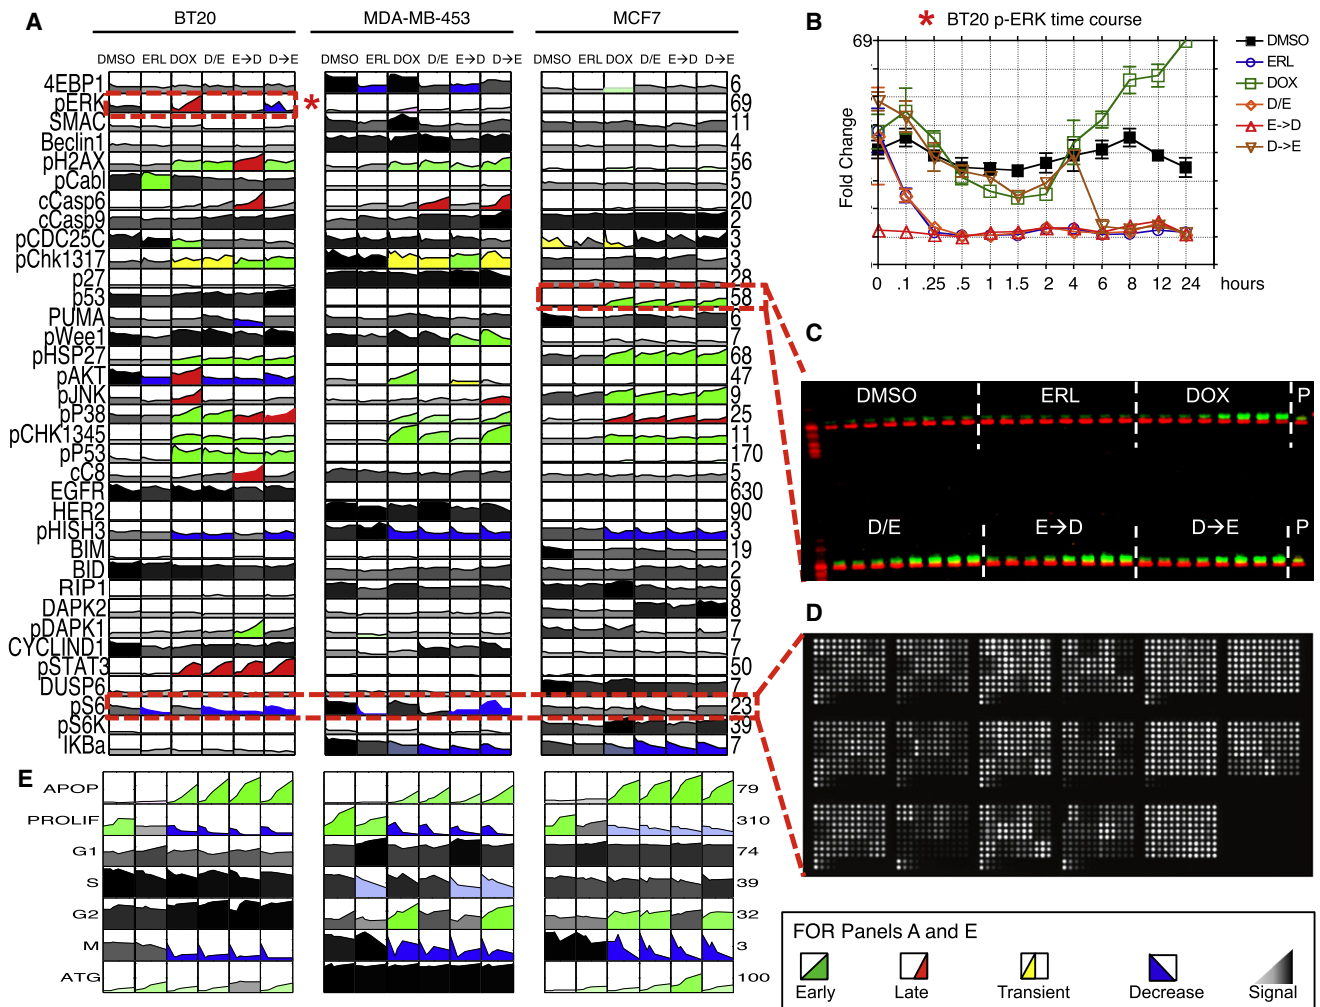 A
BT20
MDA-MB-453
MCF7
DMSO ERL DOX D/E E→D D→E
DMSO ERL DOX D/E E→D D→E
DMSO ERL DOX D/E E→D D→E
4EBP1 6
pERK * 69
SMAC 11
Beclin1 4
pH2AX 56
pCabl 5
cCasp6 20
cCasp9 2
pCDC25C 3
pChk1317 3
p27 28
p53 58
PUMA 6
pWee1 7
pHSP27 68
pAKT 47
pJNK 9
pP38 25
pCHK1345 11
pP53 170
cC8 5
EGFR 630
HER2 90
pHISH3 3
BIM 19
BID 2
RIP1 9
DAPK2 8
pDAPK1 7
CYCLIND1 7
pSTAT3 50
DUSP6 7
pS6 23
pS6K 39
IKBa 7
B
* BT20 p-ERK time course
69
Fold Change
0 .1 .25 .5 1 1.5 2 4 6 8 12 24 hours
DMSO
ERL
DOX
D/E
E->D
D->E
C
DMSO ERL DOX P
D/E E→D D→E P
D
E
APOP 79
PROLIF 310
G1 74
S 39
G2 32
M 3
ATG 100
FOR Panels A and E
Early Late Transient Decrease Signal